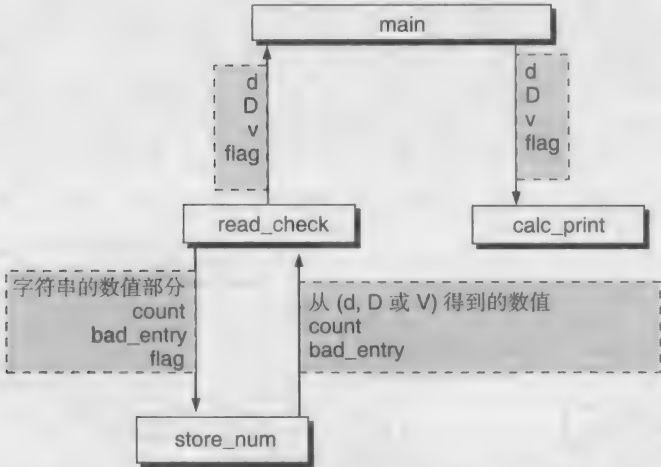 main
d
D
v
flag
d
D
v
flag
read_check
calc_print
字符串的数值部分
count
bad_entry
flag
从 (d, D 或 V) 得到的数值
count
bad_entry
store_num